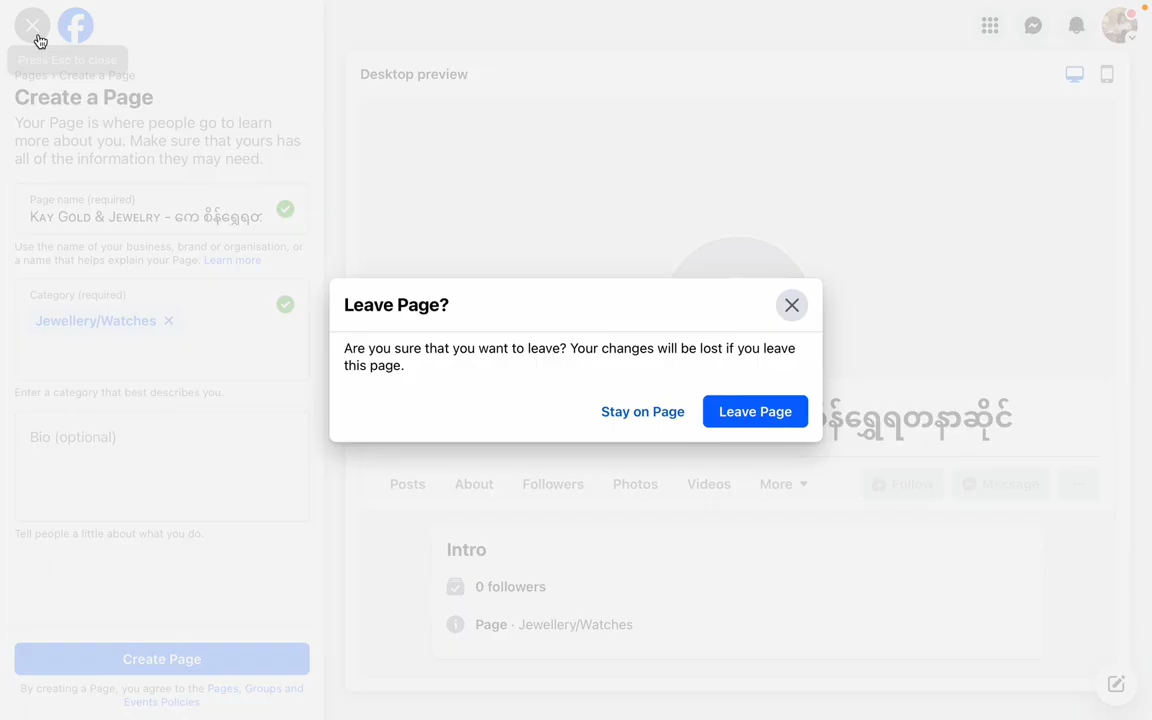 Press Esc to close
Pages › Create a Page
Create a Page
Your Page is where people go to learn
more about you. Make sure that yours has
all of the information they may need.
Page name (required)
Kay Gold & Jewelry - ကေ စိန်ရွှေရတ
Use the name of your business, brand or organisation, or
a name that helps explain your Page. Learn more
Category (required)
Jewellery/Watches
Enter a category that best describes you.
Bio (optional)
Tell people a little about what you do.
Create Page
By creating a Page, you agree to the Pages, Groups and
Events Policies
Desktop preview
Leave Page?
Are you sure that you want to leave? Your changes will be lost if you leave
this page.
Stay on Page
Leave Page
န်ရွှေရတနာဆိုင်
Posts
About
Followers
Photos
Videos
More
Follow
Message
Intro
0 followers
Page · Jewellery/Watches